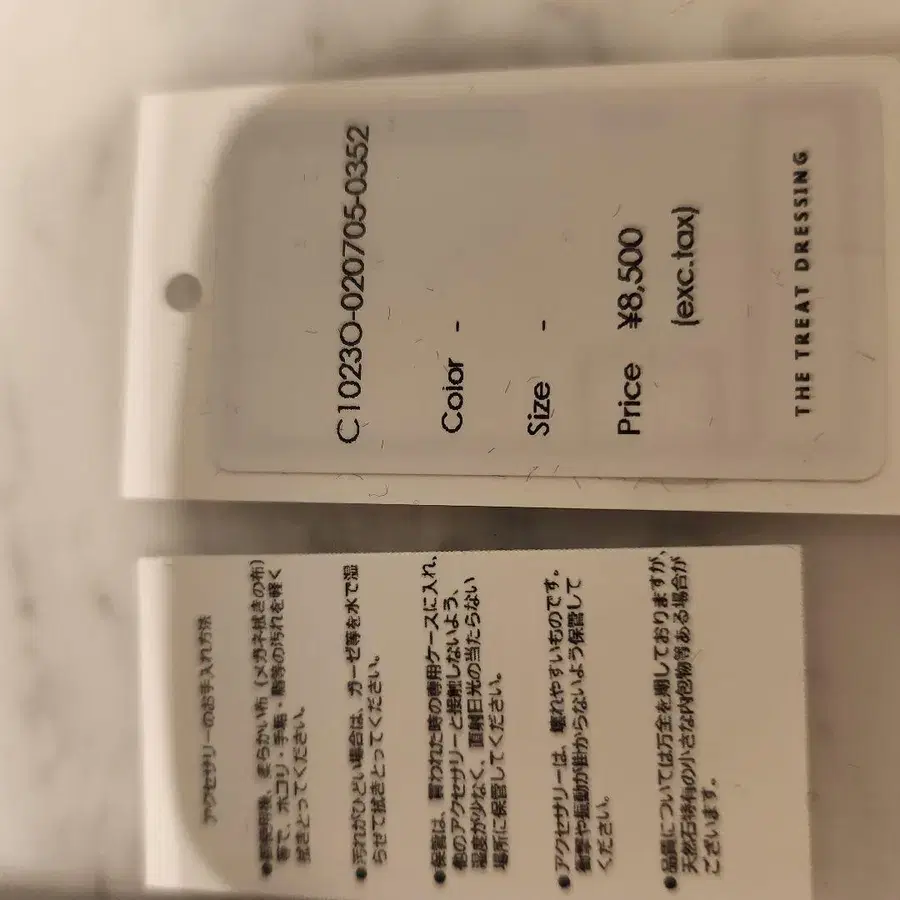 C1023O-020705-0352
Color -
Size -
Price ¥8,500
(exc.tax)
THE TREAT DRESSING
アクセサリーのお手入れ方法
●御使用後、柔らかい布（メガネ拭きの布）
等で、ホコリ・手垢・脂等の汚れを軽く
拭きとってください。
●汚れがひどい場合は、ガーゼ等を水で湿
らせて拭きとってください。
●保管は、買われた時の専用ケースに入れ、
他のアクセサリーと接触しないよう、
湿度が少なく、直射日光の当たらない
場所に保管してください。
●アクセサリーは、壊れやすいものです。
衝撃や振動が掛からないよう保管して
ください。
●品質については万全を期しておりますが、
天然石特有の小さな内包物等ある場合が
ございます。